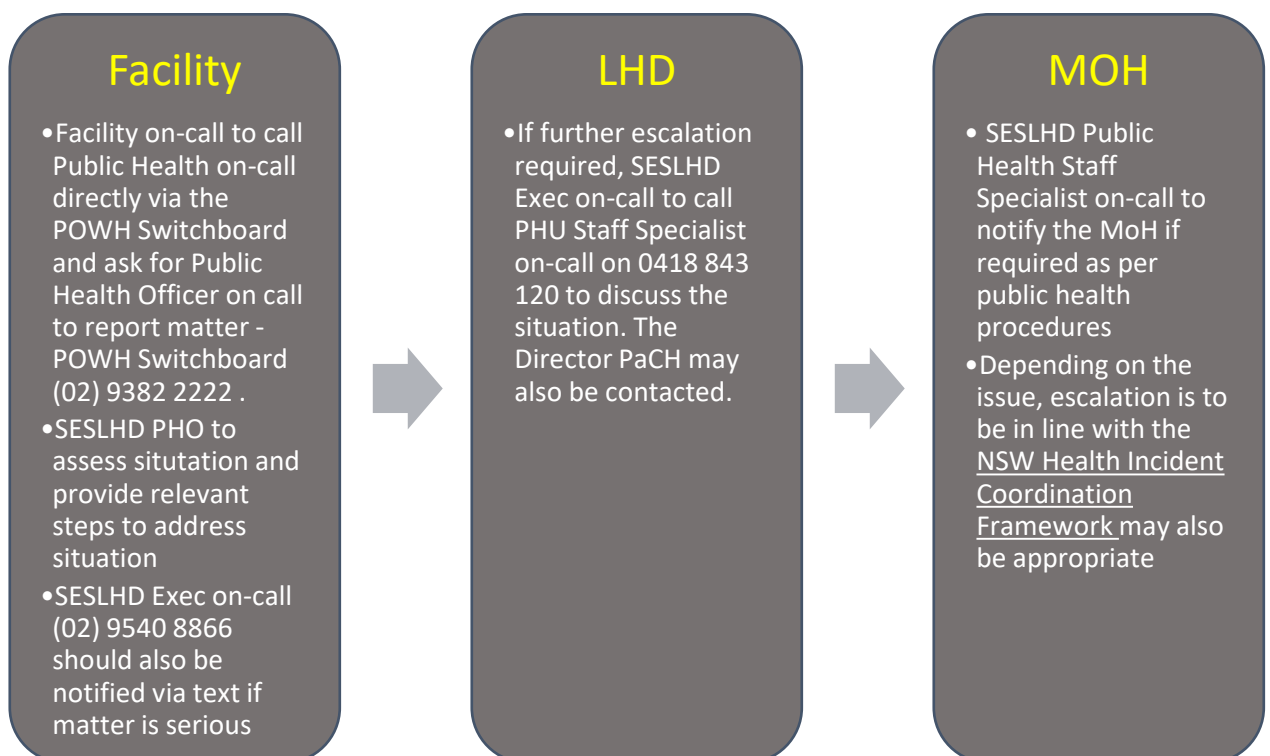 Facility
•Facility on-call to call
Public Health on-call
directly via the
POWH Switchboard
and ask for Public
Health Officer on call
to report matter -
POWH Switchboard
(02) 9382 2222 .
•SESLHD PHO to
assess situtation and
provide relevant
steps to address
situation
•SESLHD Exec on-call
(02) 9540 8866
should also be
notified via text if
matter is serious
LHD
•If further escalation
required, SESLHD
Exec on-call to call
PHU Staff Specialist
on-call on 0418 843
120 to discuss the
situation. The
Director PaCH may
also be contacted.
MOH
• SESLHD Public
Health Staff
Specialist on-call to
notify the MoH if
required as per
public health
procedures
•Depending on the
issue, escalation is to
be in line with the
NSW Health Incident
Coordination
Framework may also
be appropriate